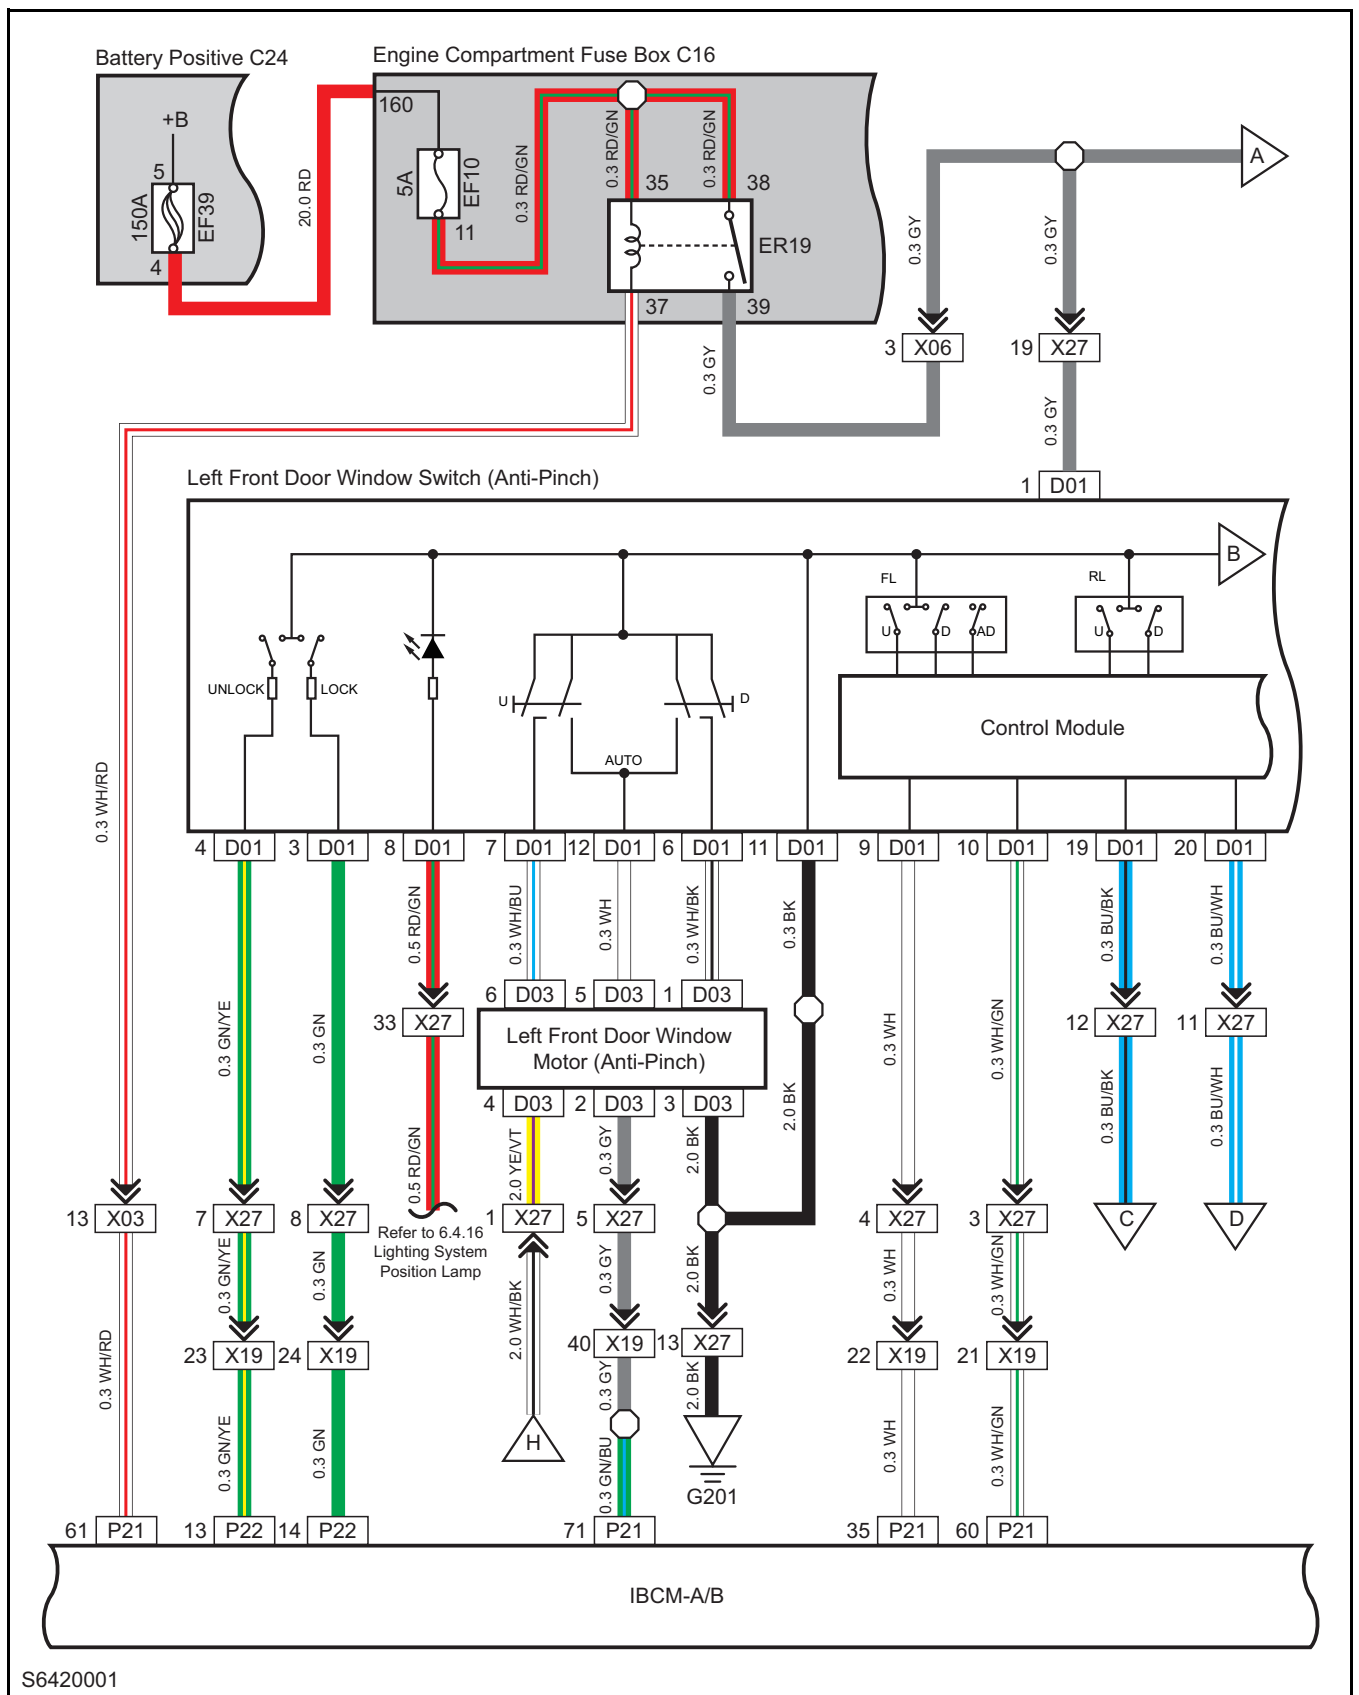 Battery Positive C24
Engine Compartment Fuse Box C16
+B
5
150A
EF39
4
20.0 RD
160
5A
EF10
11
0.3 RD/GN
0.3 RD/GN
0.3 RD/GN
35
38
ER19
37
39
0.3 GY
0.3 GY
0.3 GY
A
3 X06
19 X27
0.3 GY
1 D01
Left Front Door Window Switch (Anti-Pinch)
B
FL
RL
U
D
AD
U
D
UNLOCK
LOCK
U
D
AUTO
Control Module
0.3 WH/RD
4 D01
3 D01
8 D01
7 D01
12 D01
6 D01
11 D01
9 D01
10 D01
19 D01
20 D01
0.3 GN/YE
0.3 GN
0.5 RD/GN
0.3 WH/BU
0.3 WH
0.3 WH/BK
0.3 BK
0.3 WH
0.3 WH/GN
0.3 BU/BK
0.3 BU/WH
6 D03
5 D03
1 D03
33 X27
12 X27
11 X27
Left Front Door Window
Motor (Anti-Pinch)
4 D03
2 D03
3 D03
0.5 RD/GN
2.0 YE/VT
0.3 GY
2.0 BK
2.0 BK
0.3 BU/BK
0.3 BU/WH
13 X03
7 X27
8 X27
1 X27
5 X27
4 X27
3 X27
C
D
Refer to 6.4.16
Lighting System
Position Lamp
0.3 GN/YE
0.3 GN
2.0 WH/BK
0.3 GY
2.0 BK
0.3 WH
0.3 WH/GN
23 X19
24 X19
40 X19
13 X27
22 X19
21 X19
0.3 WH/RD
0.3 GN/YE
0.3 GN
H
0.3 GY
2.0 BK
0.3 GN/BU
G201
0.3 WH
0.3 WH/GN
61 P21
13 P22
14 P22
71 P21
35 P21
60 P21
IBCM-A/B
S6420001